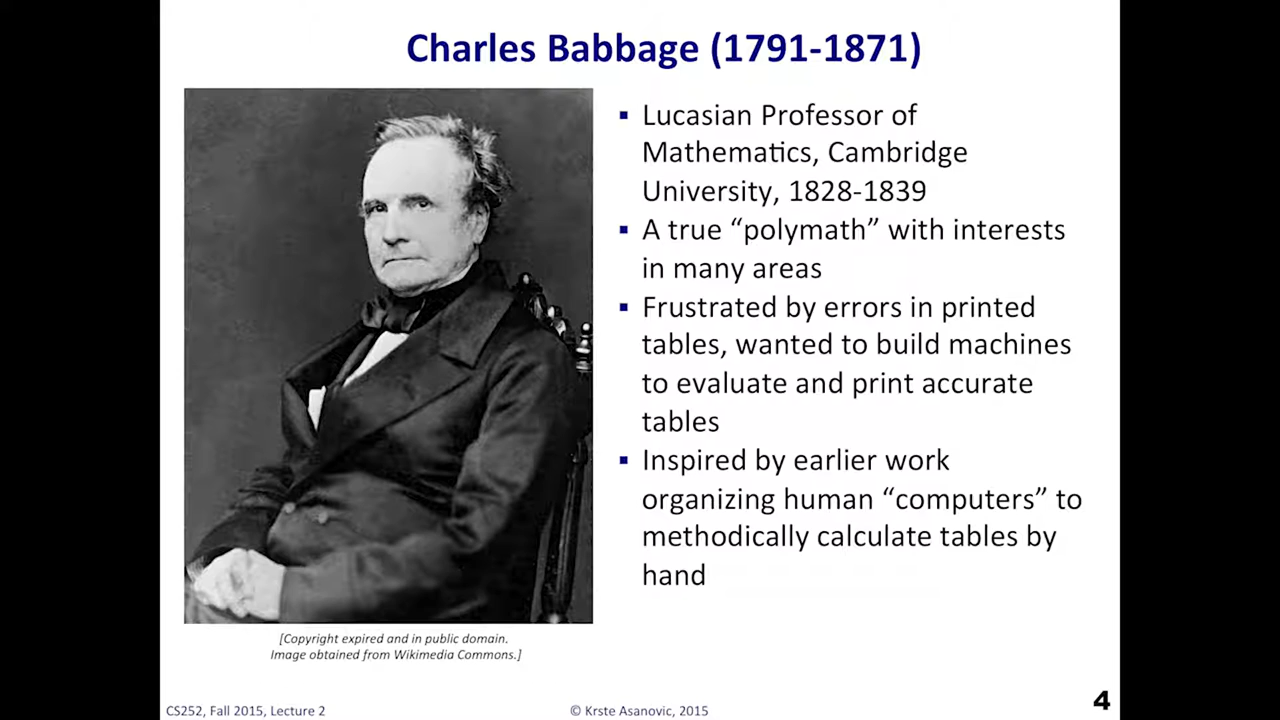 Charles Babbage (1791-1871)
▪ Lucasian Professor of
Mathematics, Cambridge
University, 1828-1839
▪ A true “polymath” with interests
in many areas
▪ Frustrated by errors in printed
tables, wanted to build machines
to evaluate and print accurate
tables
▪ Inspired by earlier work
organizing human “computers” to
methodically calculate tables by
hand
[Copyright expired and in public domain.
Image obtained from Wikimedia Commons.]
CS252, Fall 2015, Lecture 2
© Krste Asanovic, 2015
4